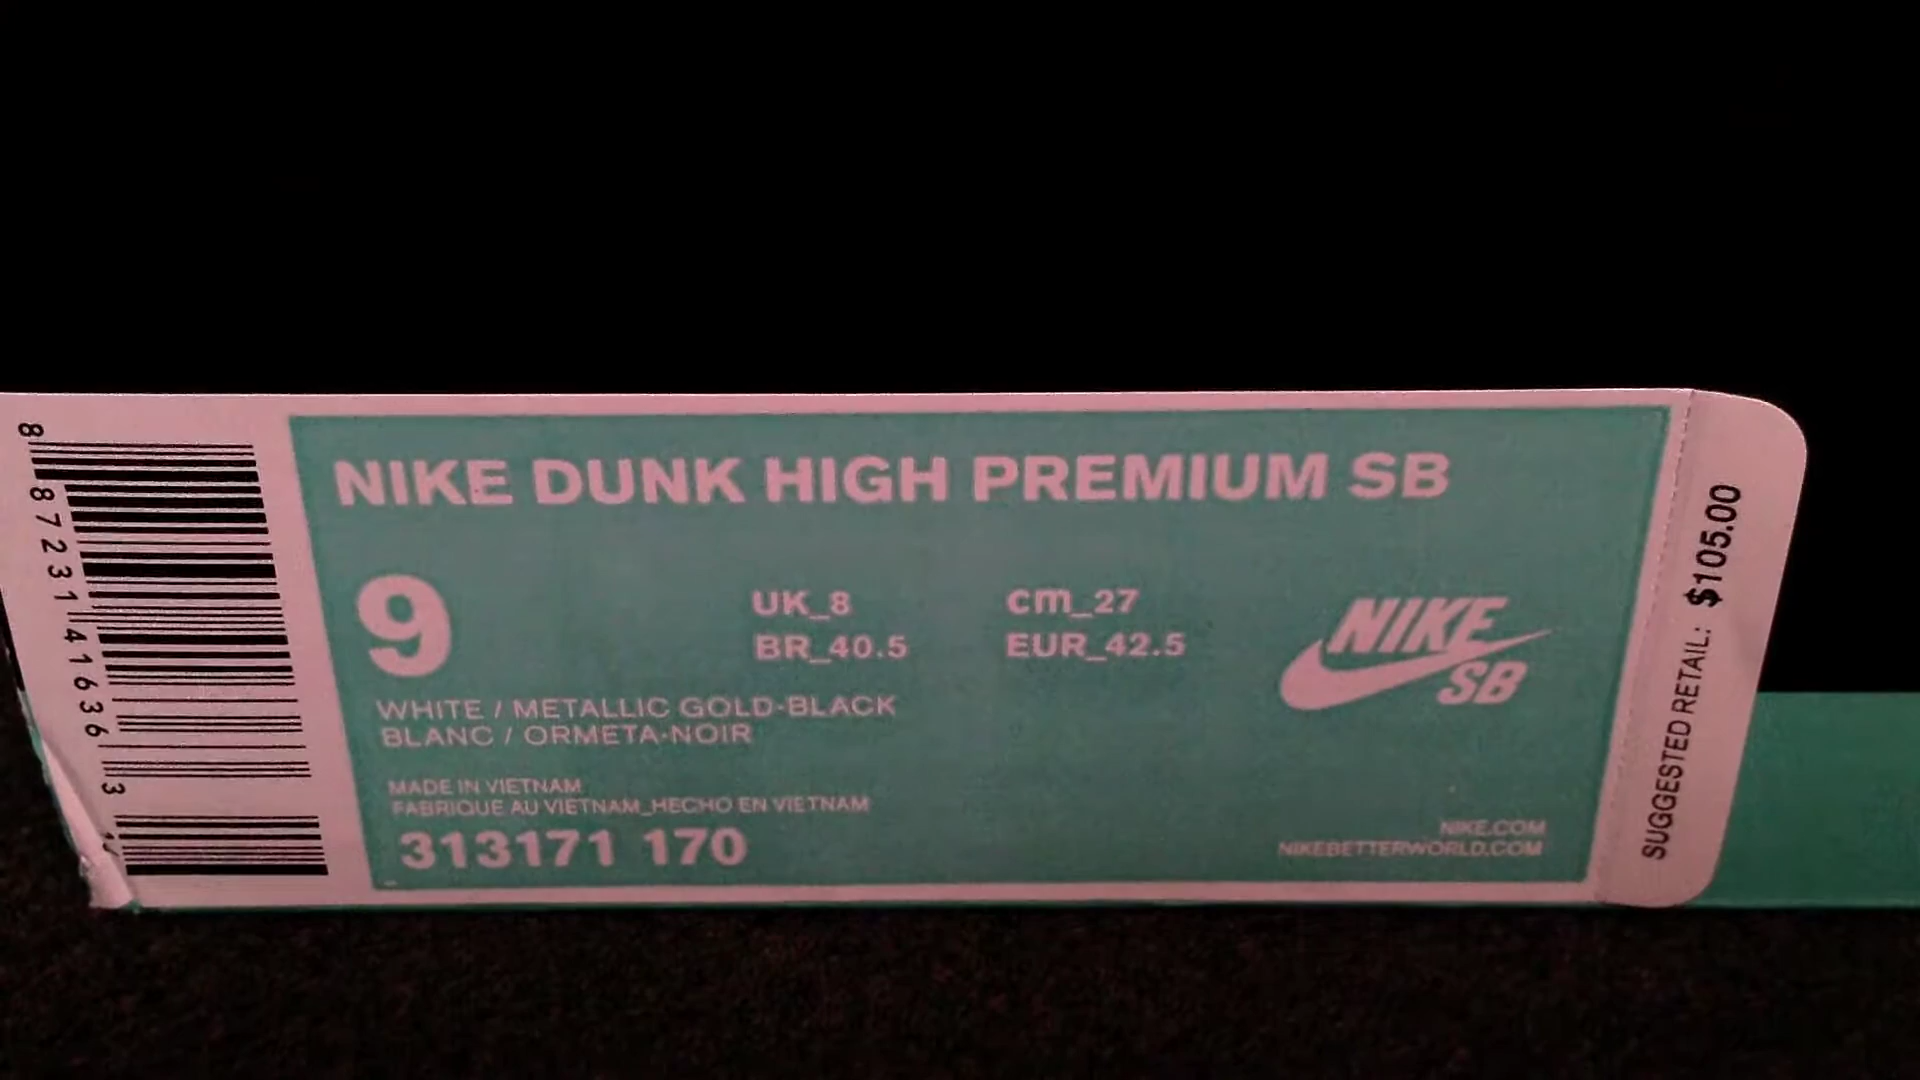 8 87231 41636 3
NIKE DUNK HIGH PREMIUM SB
9
UK_8
BR_40.5
cm_27
EUR_42.5
NIKE
SB
WHITE / METALLIC GOLD-BLACK
BLANC / ORMETA-NOIR
MADE IN VIETNAM
FABRIQUE AU VIETNAM_HECHO EN VIETNAM
313171 170
NIKE.COM
NIKEBETTERWORLD.COM
SUGGESTED RETAIL: $105.00